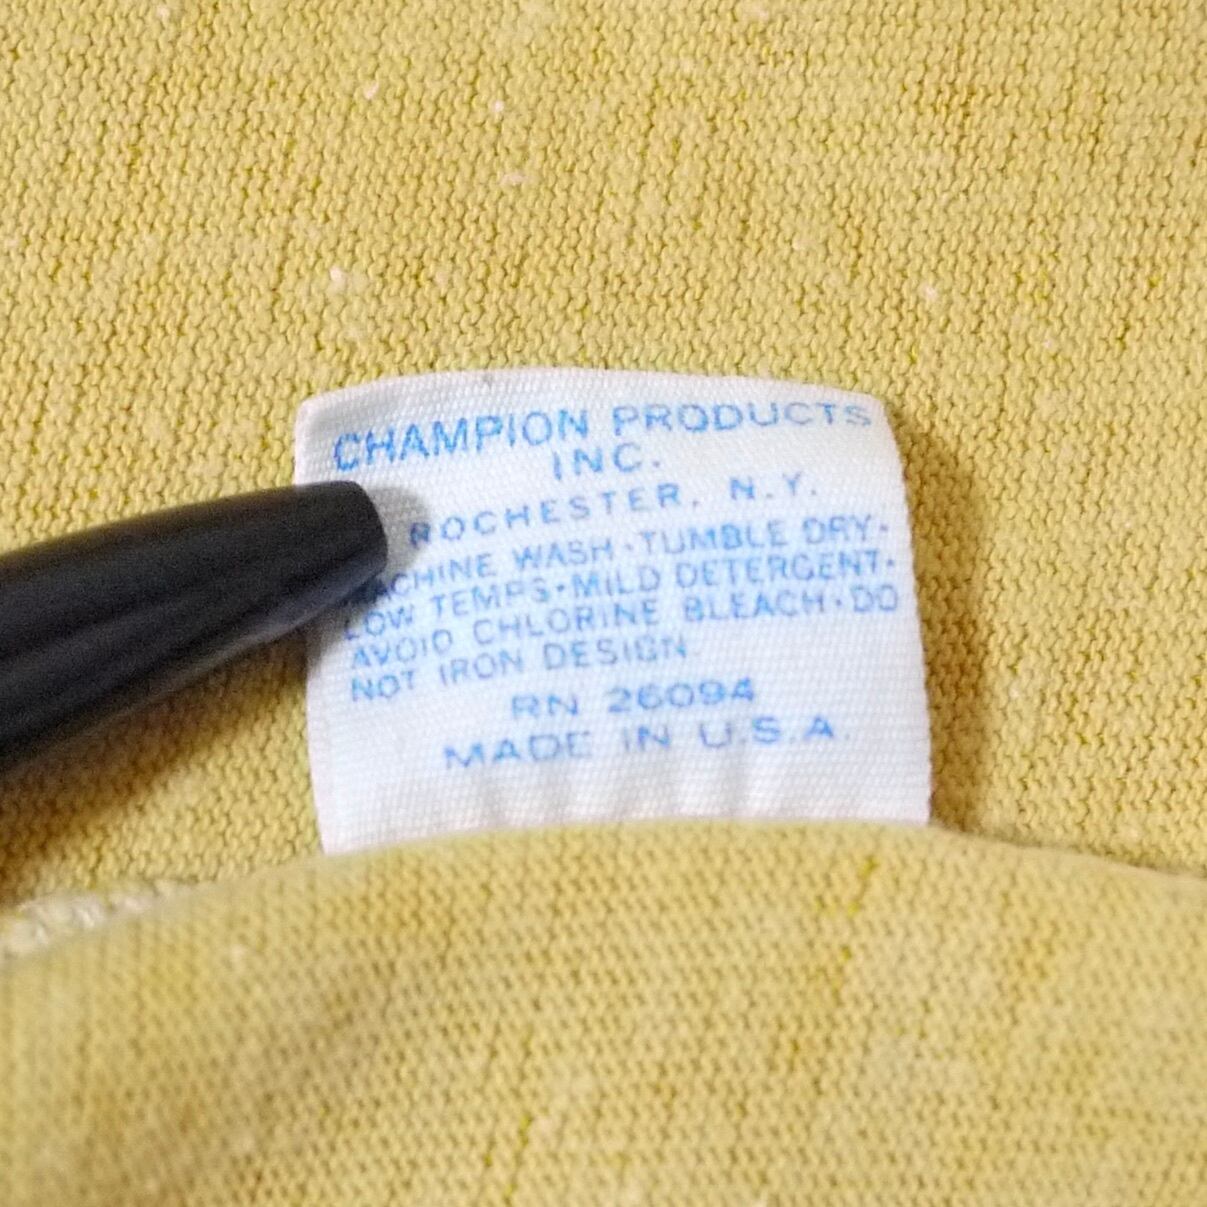 CHAMPION PRODUCTS
INC.
ROCHESTER, N.Y.
MACHINE WASH·TUMBLE DRY·
LOW TEMPS·MILD DETERGENT·
AVOID CHLORINE BLEACH·DO
NOT IRON DESIGN
RN 26094
MADE IN U.S.A.